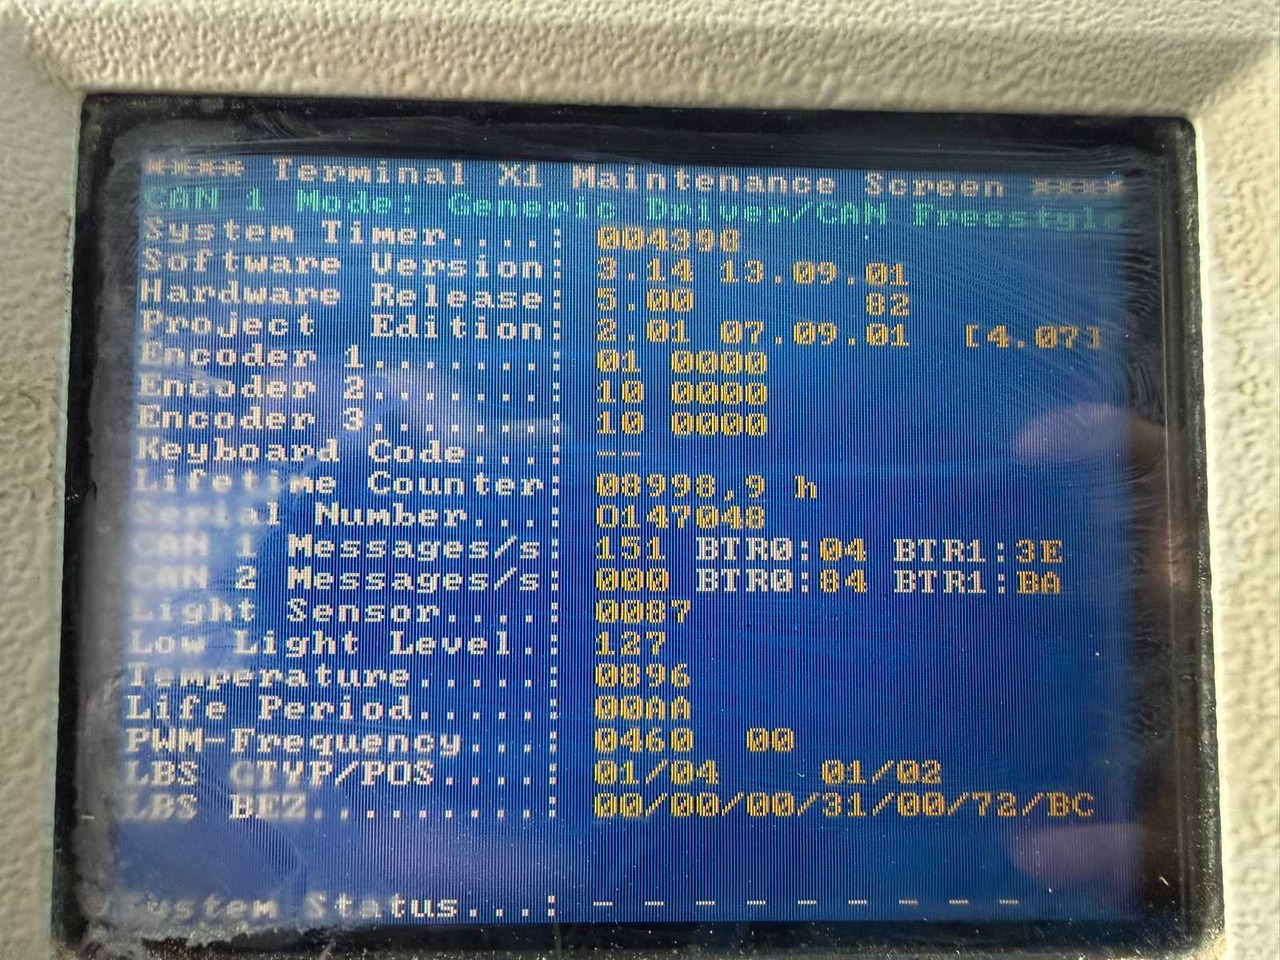 **** Terminal X1 Maintenance Screen ****
CAN 1 Mode: Generic Driver/CAN Freestyle
System Timer....: 004398
Software Version: 3.14 13.09.01
Hardware Release: 5.00 82
Project Edition: 2.01 07.09.01 [4.07]
Encoder 1.......: 01 0000
Encoder 2.......: 10 0000
Encoder 3.......: 10 0000
Keyboard Code...: --
Lifetime Counter: 08998,9 h
Serial Number...: O147048
CAN 1 Messages/s: 151 BTR0:04 BTR1:3E
CAN 2 Messages/s: 000 BTR0:84 BTR1:BA
Light Sensor....: 0087
Low Light Level.: 127
Temperature.....: 0896
Life Period.....: 00AA
PWM-Frequency...: 0460 00
LBS GTYP/POS....: 01/04 01/02
LBS BEZ.........: 00/00/00/31/00/72/BC
System Status...: - - - - - - - - -